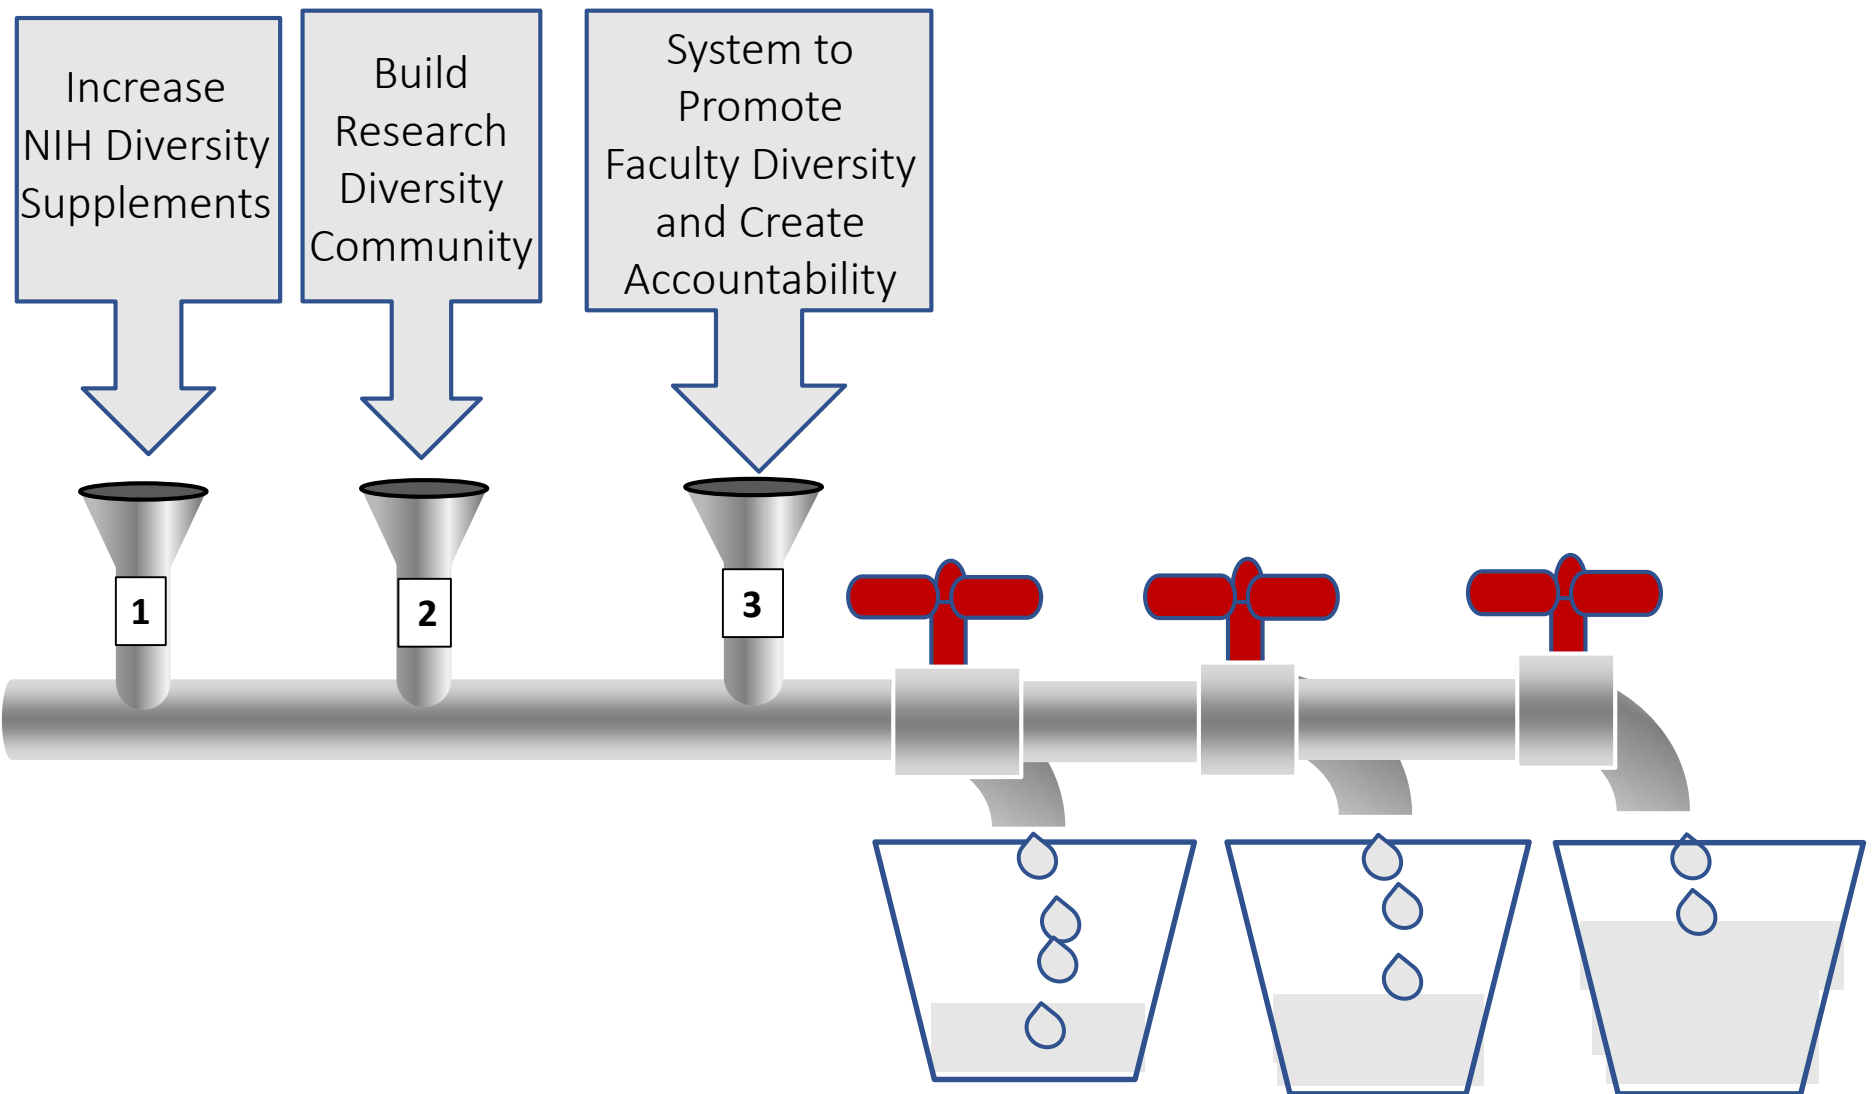 Increase
NIH Diversity
Supplements
Build
Research
Diversity
Community
System to
Promote
Faculty Diversity
and Create
Accountability
1
2
3